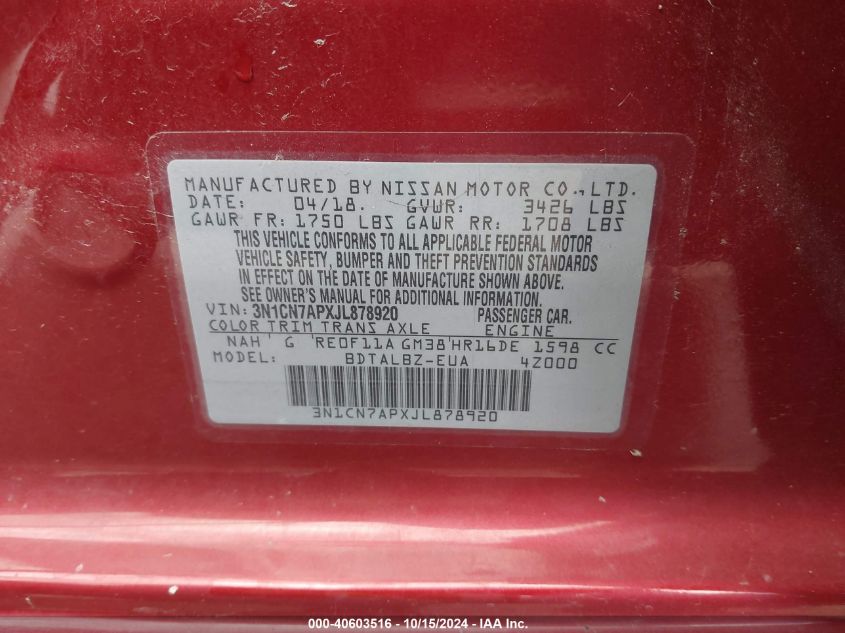 MANUFACTURED BY NISSAN MOTOR CO., LTD.
DATE: 04/18. GVWR: 3426 LBS
GAWR FR: 1750 LBS GAWR RR: 1708 LBS
THIS VEHICLE CONFORMS TO ALL APPLICABLE FEDERAL MOTOR
VEHICLE SAFETY, BUMPER AND THEFT PREVENTION STANDARDS
IN EFFECT ON THE DATE OF MANUFACTURE SHOWN ABOVE.
SEE OWNER'S MANUAL FOR ADDITIONAL INFORMATION.
VIN: 3N1CN7APXJL878920 PASSENGER CAR.
COLOR TRIM TRANS AXLE ENGINE
NAH' G 'RE0F11A GM38'HR16DE 1598 CC
MODEL: BDTALBZ-EUA 4Z000
3N1CN7APXJL878920
000-40603516 - 10/15/2024 - IAA Inc.